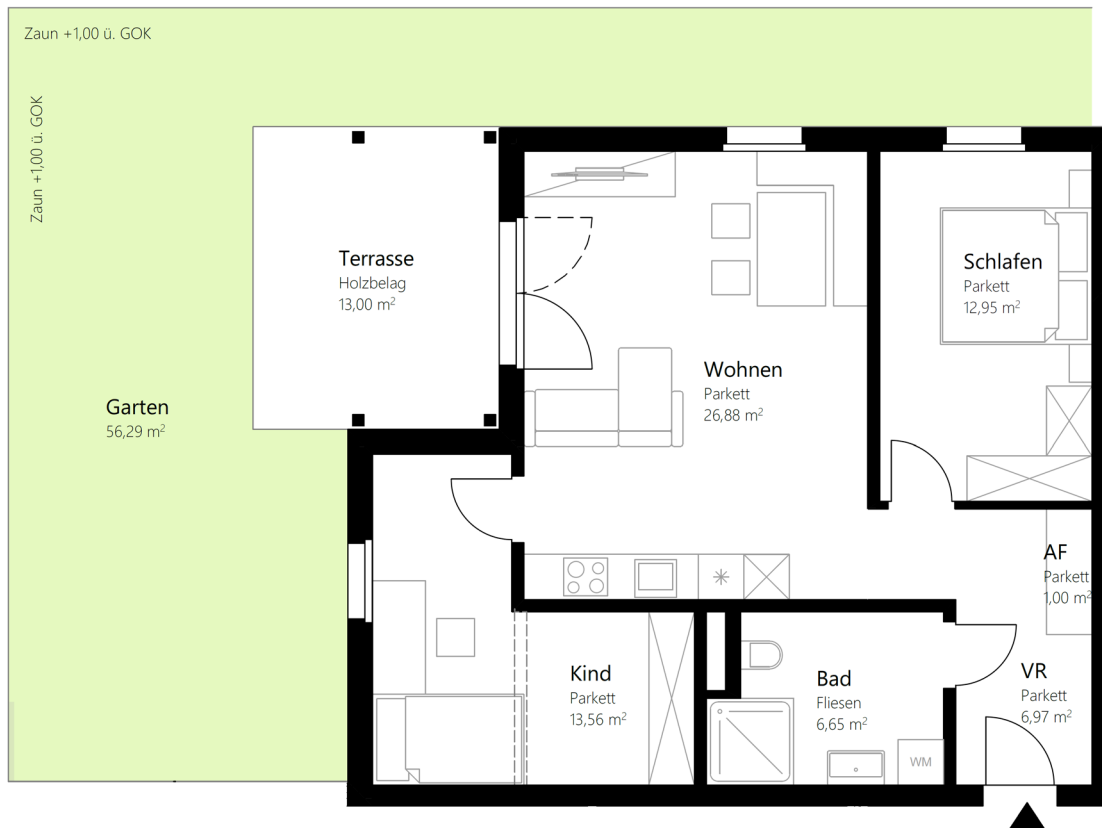 Zaun +1,00 ü. GOK
Zaun +1,00 ü. GOK
Terrasse
Holzbelag
13,00 m²
Schlafen
Parkett
12,95 m²
Wohnen
Parkett
26,88 m²
Garten
56,29 m²
AF
Parkett
1,00 m²
Kind
Parkett
13,56 m²
Bad
Fliesen
6,65 m²
VR
Parkett
6,97 m²
WM